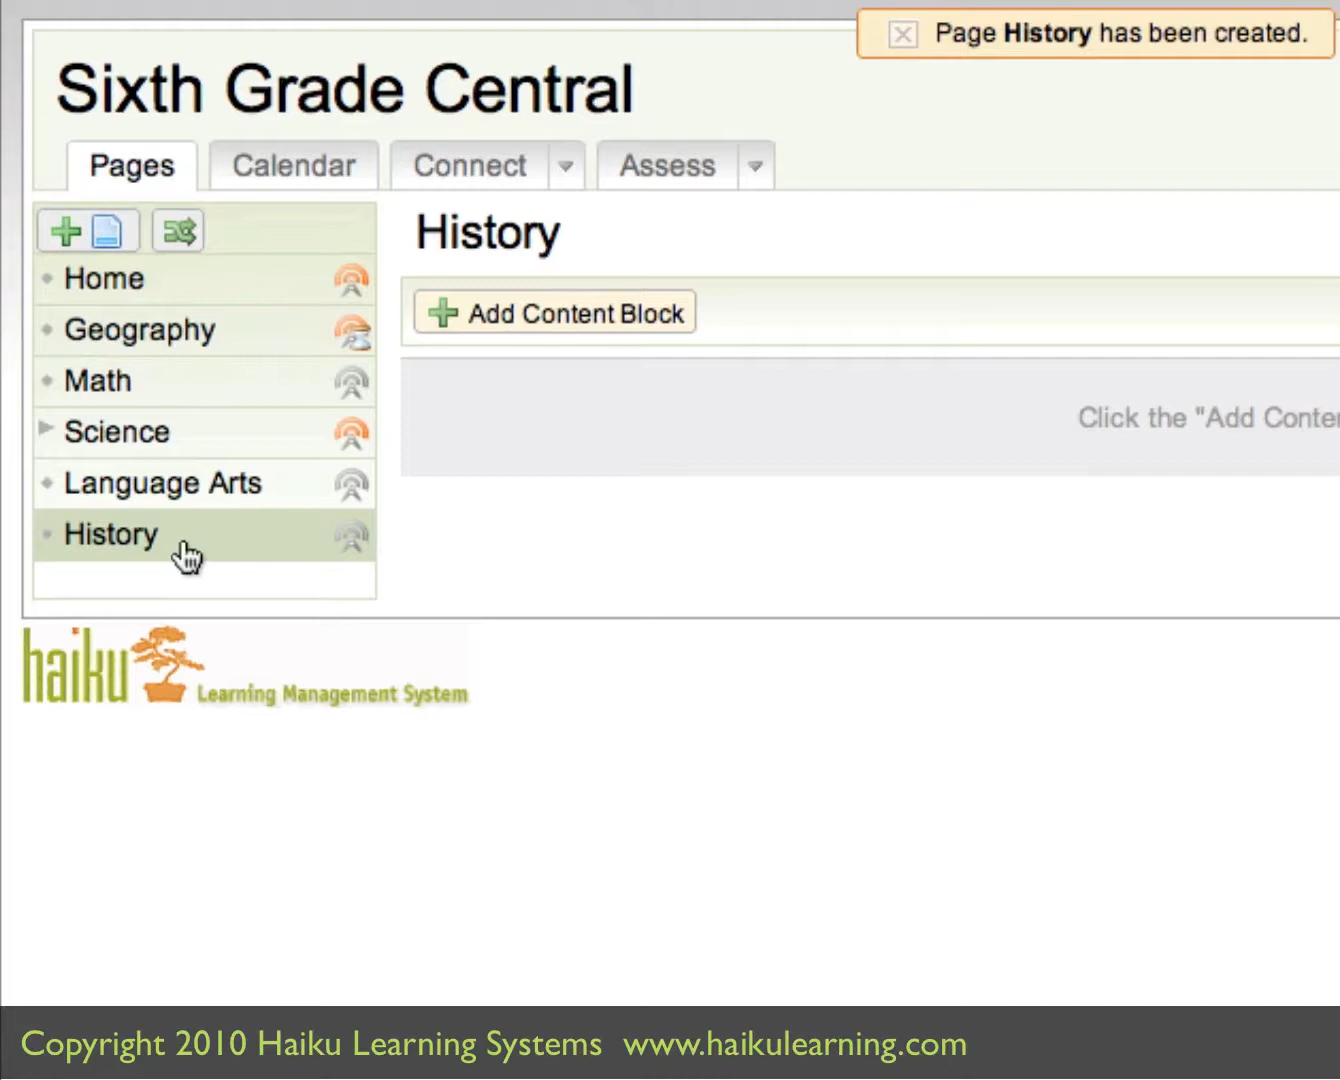 Page History has been created.
Sixth Grade Central
Pages
Calendar
Connect
Assess
Home
Geography
Math
Science
Language Arts
History
History
Add Content Block
Click the "Add Conte
haiku
Learning Management System
Copyright 2010 Haiku Learning Systems www.haikulearning.com